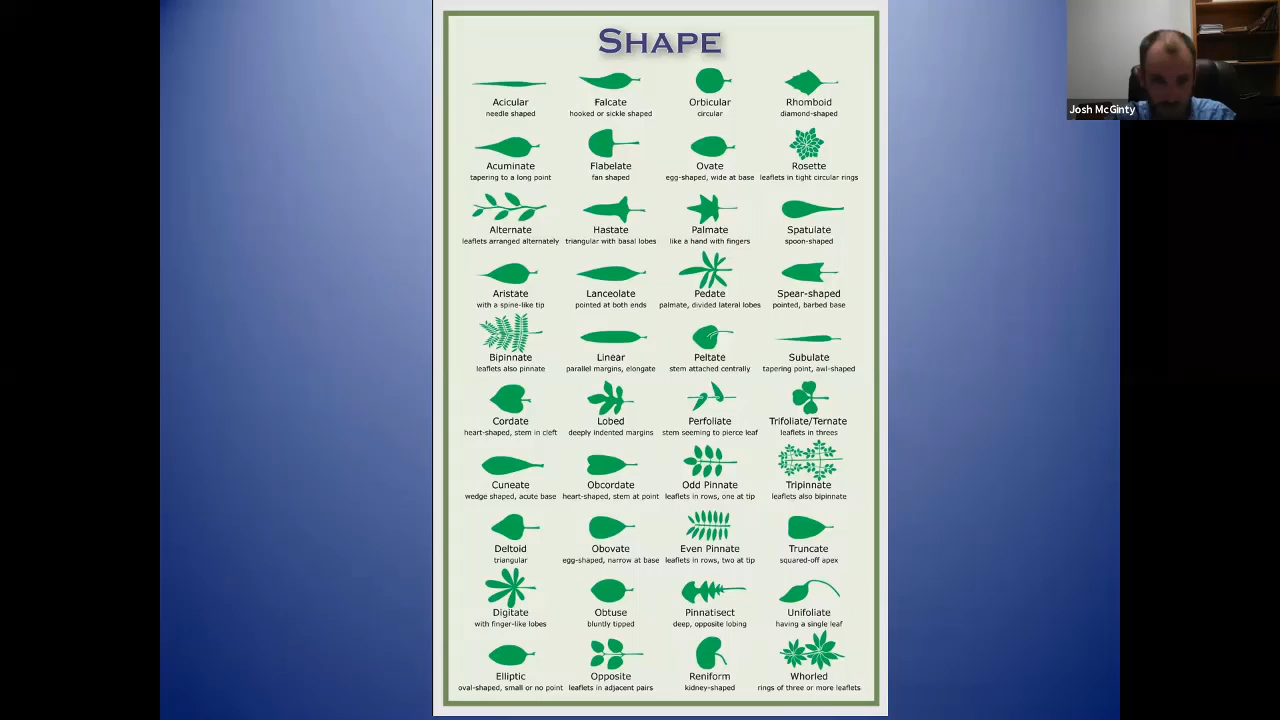 SHAPE
Acicular
needle shaped
Falcate
hooked or sickle shaped
Orbicular
circular
Rhomboid
diamond-shaped
Acuminate
tapering to a long point
Flabelate
fan shaped
Ovate
egg-shaped, wide at base
Rosette
leaflets in tight circular rings
Alternate
leaflets arranged alternately
Hastate
triangular with basal lobes
Palmate
like a hand with fingers
Spatulate
spoon-shaped
Aristate
with a spine-like tip
Lanceolate
pointed at both ends
Pedate
palmate, divided lateral lobes
Spear-shaped
pointed, barbed base
Bipinnate
leaflets also pinnate
Linear
parallel margins, elongate
Peltate
stem attached centrally
Subulate
tapering point, awl-shaped
Cordate
heart-shaped, stem in cleft
Lobed
deeply indented margins
Perfoliate
stem seeming to pierce leaf
Trifoliate/Ternate
leaflets in threes
Cuneate
wedge shaped, acute base
Obcordate
heart-shaped, stem at point
Odd Pinnate
leaflets in rows, one at tip
Tripinnate
leaflets also bipinnate
Deltoid
triangular
Obovate
egg-shaped, narrow at base
Even Pinnate
leaflets in rows, two at tip
Truncate
squared-off apex
Digitate
with finger-like lobes
Obtuse
bluntly tipped
Pinnatisect
deep, opposite lobing
Unifoliate
having a single leaf
Elliptic
oval-shaped, small or no point
Opposite
leaflets in adjacent pairs
Reniform
kidney-shaped
Whorled
rings of three or more leaflets
Josh McGinty